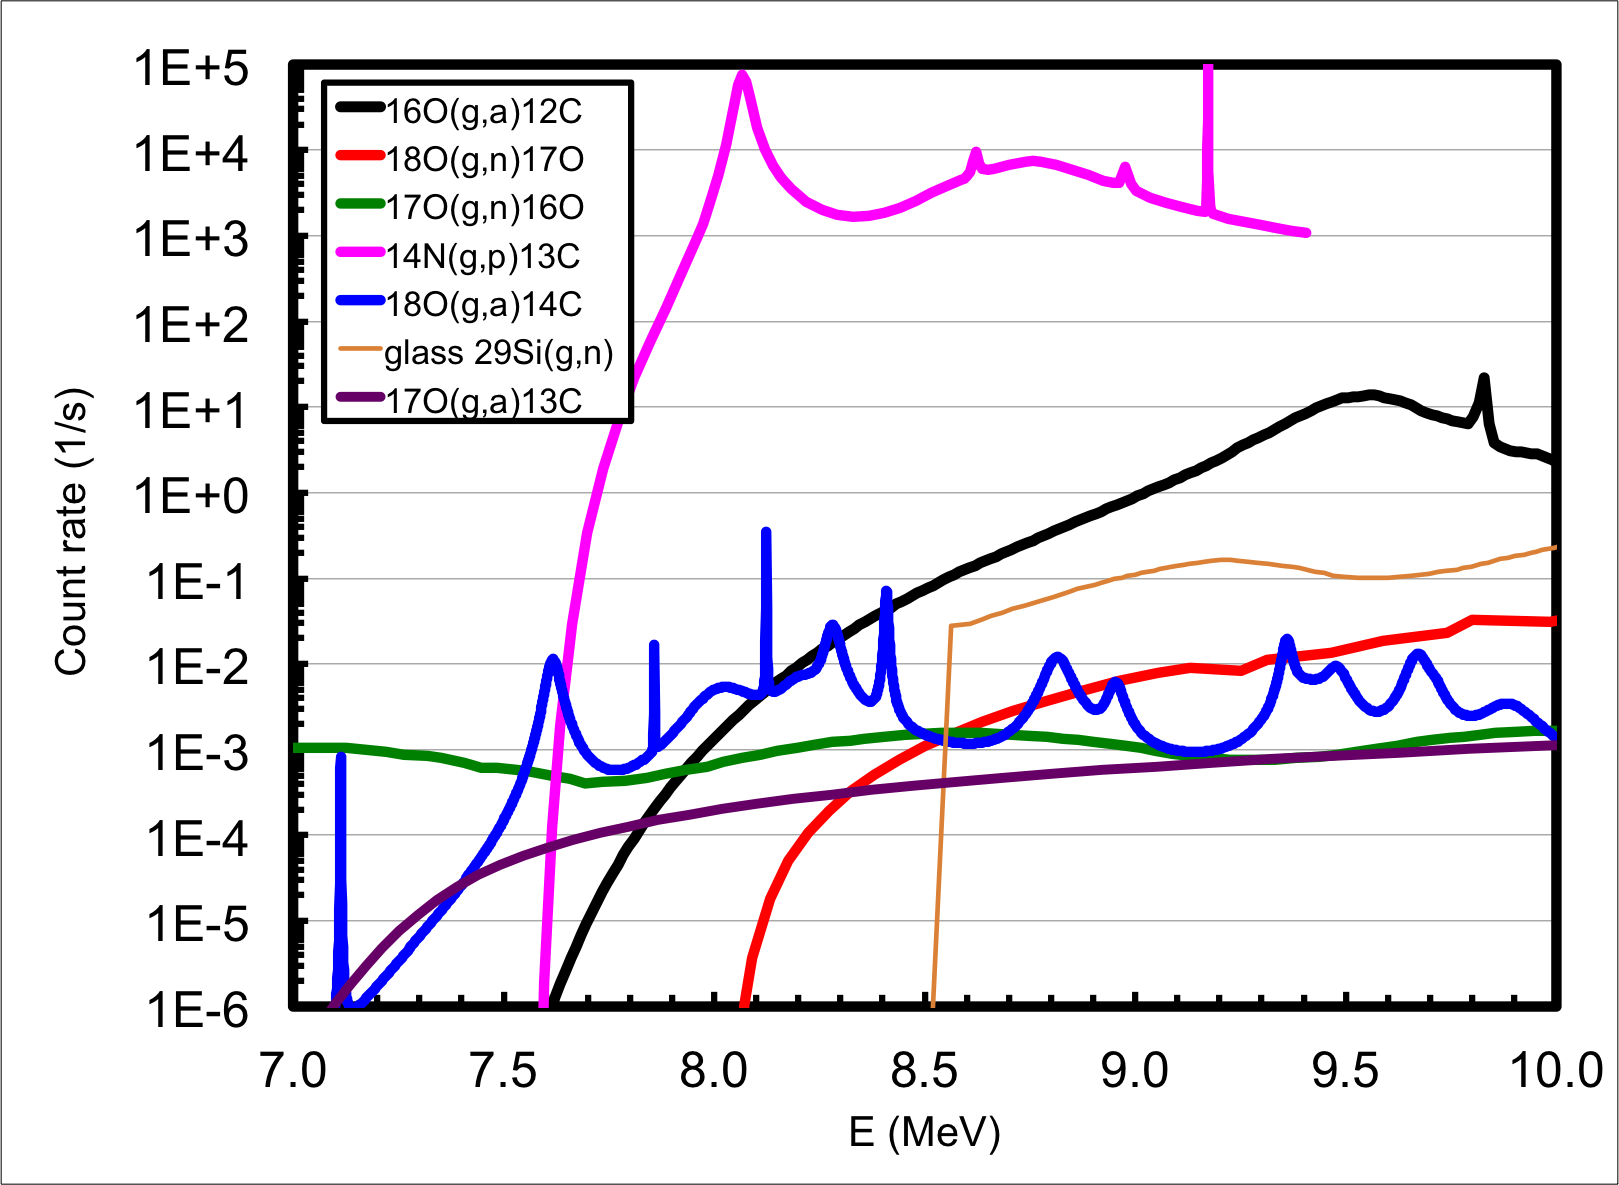 1E+5
1E+4
1E+3
1E+2
1E+1
1E+0
1E-1
1E-2
1E-3
1E-4
1E-5
1E-6
Count rate (1/s)
16O(g,a)12C
18O(g,n)17O
17O(g,n)16O
14N(g,p)13C
18O(g,a)14C
glass 29Si(g,n)
17O(g,a)13C
7.0 7.5 8.0 8.5 9.0 9.5 10.0
E (MeV)